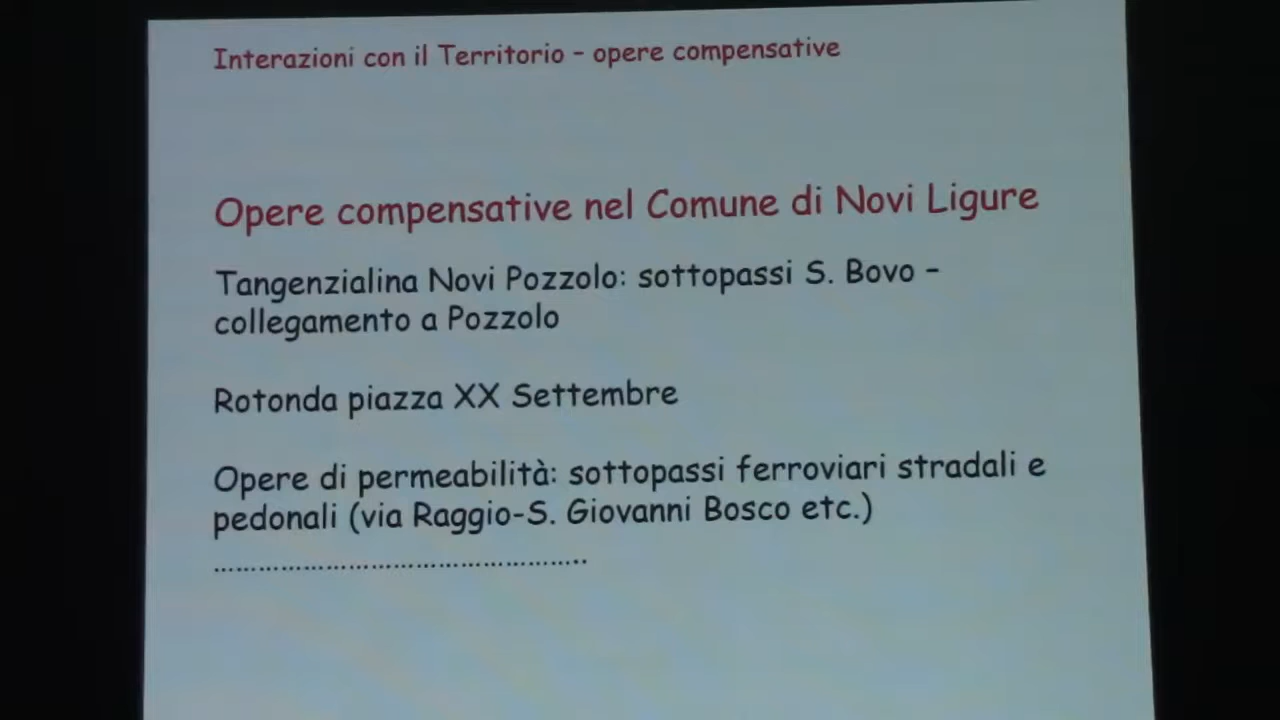 Interazioni con il Territorio - opere compensative
Opere compensative nel Comune di Novi Ligure
Tangenzialina Novi Pozzolo: sottopassi S. Bovo -
collegamento a Pozzolo
Rotonda piazza XX Settembre
Opere di permeabilità: sottopassi ferroviari stradali e
pedonali (via Raggio-S. Giovanni Bosco etc.)
…………………………………………..